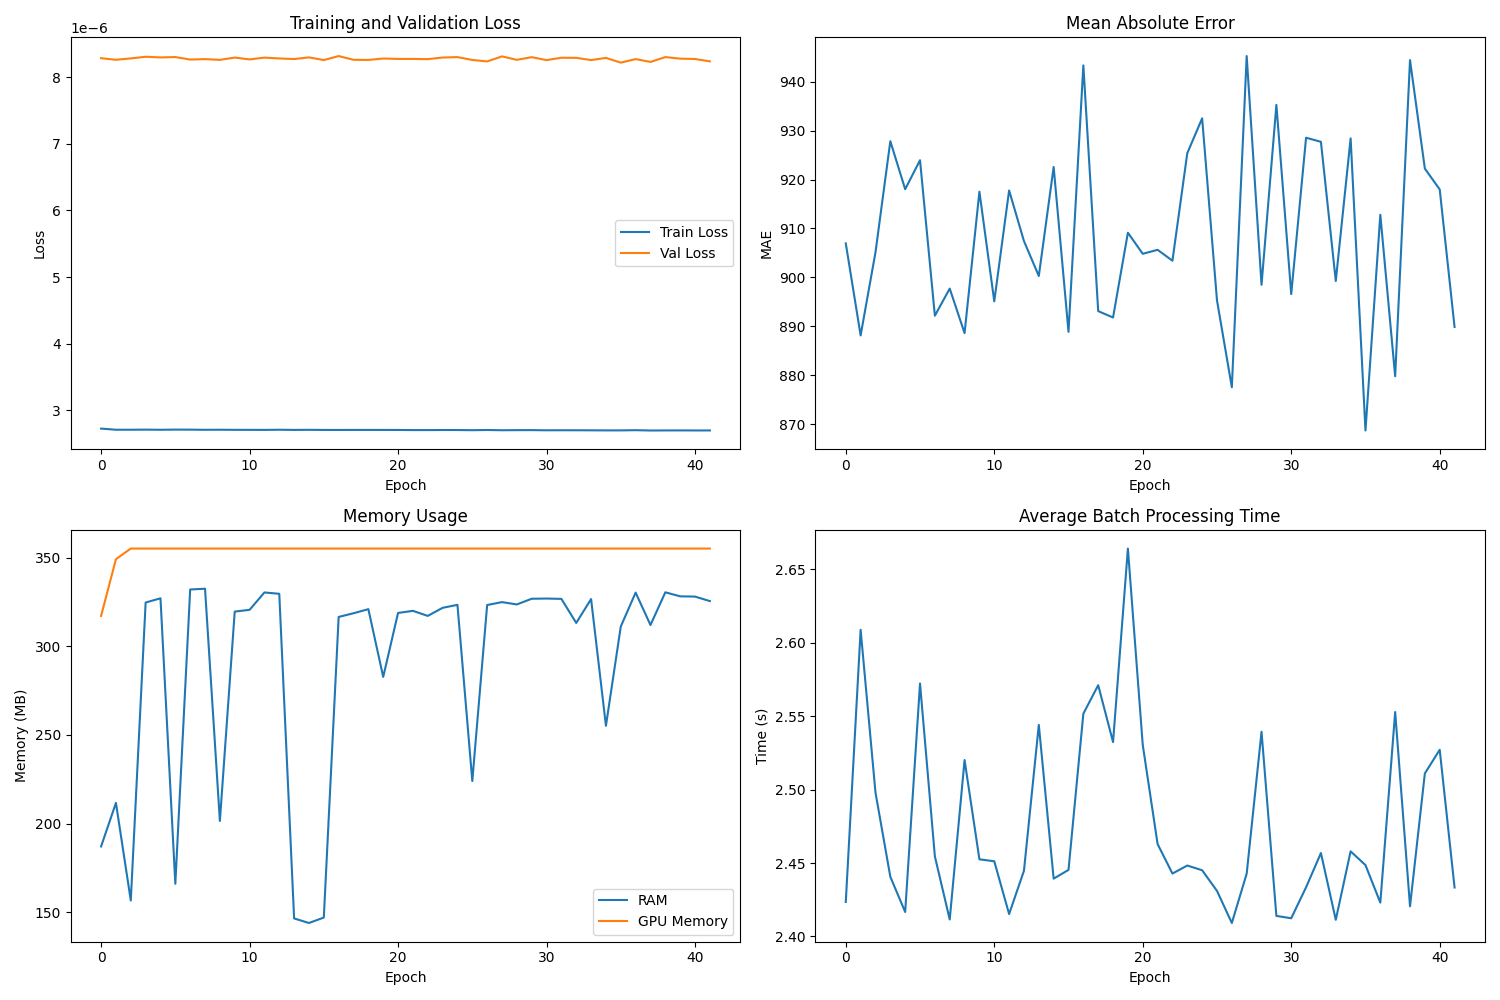 Training and Validation Loss
1e−6
8
7
6
5
4
3
Loss
Train Loss
Val Loss
0 10 20 30 40
Epoch
Mean Absolute Error
940
930
920
910
900
890
880
870
MAE
0 10 20 30 40
Epoch
Memory Usage
350
300
250
200
150
Memory (MB)
RAM
GPU Memory
0 10 20 30 40
Epoch
Average Batch Processing Time
2.65
2.60
2.55
2.50
2.45
2.40
Time (s)
0 10 20 30 40
Epoch